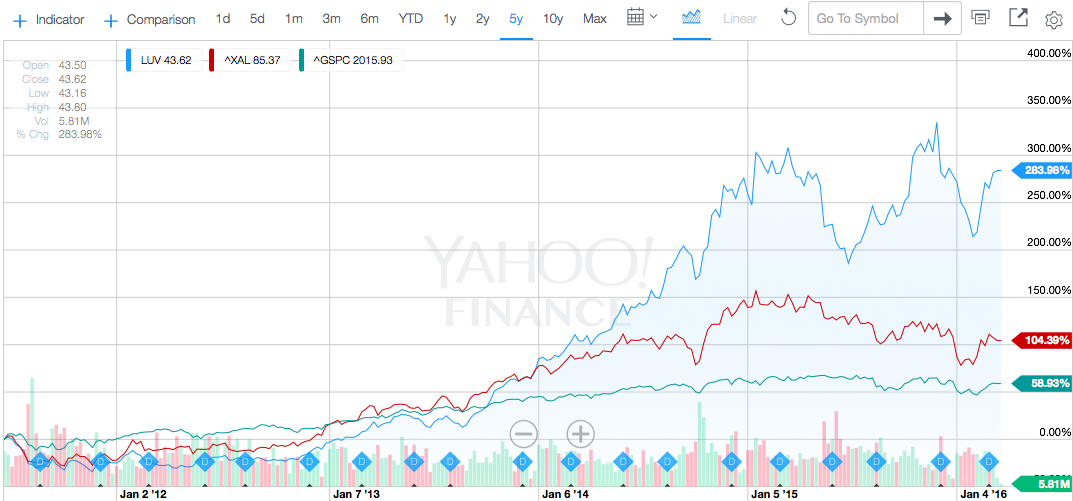 Indicator Comparison 1d 5d 1m 3m 6m YTD 1y 2y 5y 10y Max Linear Go To Symbol
LUV 43.62 ^XAL 85.37 ^GSPC 2015.93
Open 43.50
Close 43.62
Low 43.16
High 43.80
Vol 5.81M
% Chg 283.98%
400.00%
350.00%
300.00%
283.98%
250.00%
200.00%
150.00%
104.39%
58.93%
0.00%
5.81M
YAHOO!
FINANCE
D D D D D D D D D D D D D D D D D D D D
Jan 2 '12 Jan 7 '13 Jan 6 '14 Jan 5 '15 Jan 4 '16